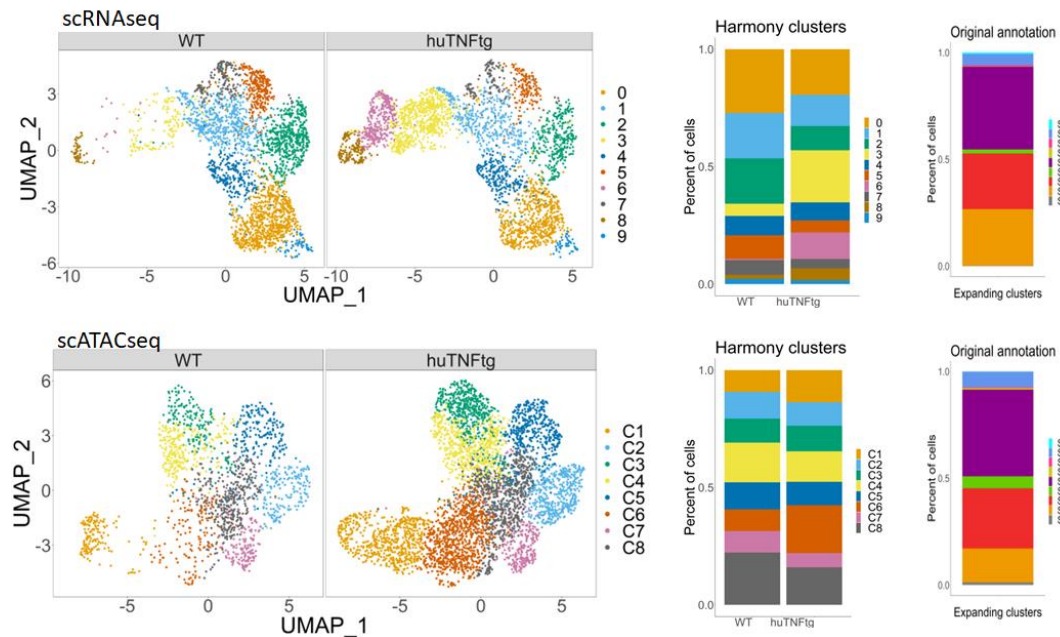 scRNAseq
WT
huTNFtg
UMAP_2
3
0
-3
-6
-10
-5
0
5
-10
-5
0
5
UMAP_1
0
1
2
3
4
5
6
7
8
9
Harmony clusters
Percent of cells
1.0
0.5
0.0
WT
huTNFtg
0
1
2
3
4
5
6
7
8
9
Original annotation
Percent of cells
1.0
0.5
0.0
Expanding clusters
scATACseq
WT
huTNFtg
UMAP_2
6
3
0
-3
-5
0
5
-5
0
5
UMAP_1
C1
C2
C3
C4
C5
C6
C7
C8
Harmony clusters
Percent of cells
1.0
0.5
0.0
WT
huTNFtg
C1
C2
C3
C4
C5
C6
C7
C8
Original annotation
Percent of cells
1.0
0.5
0.0
Expanding clusters